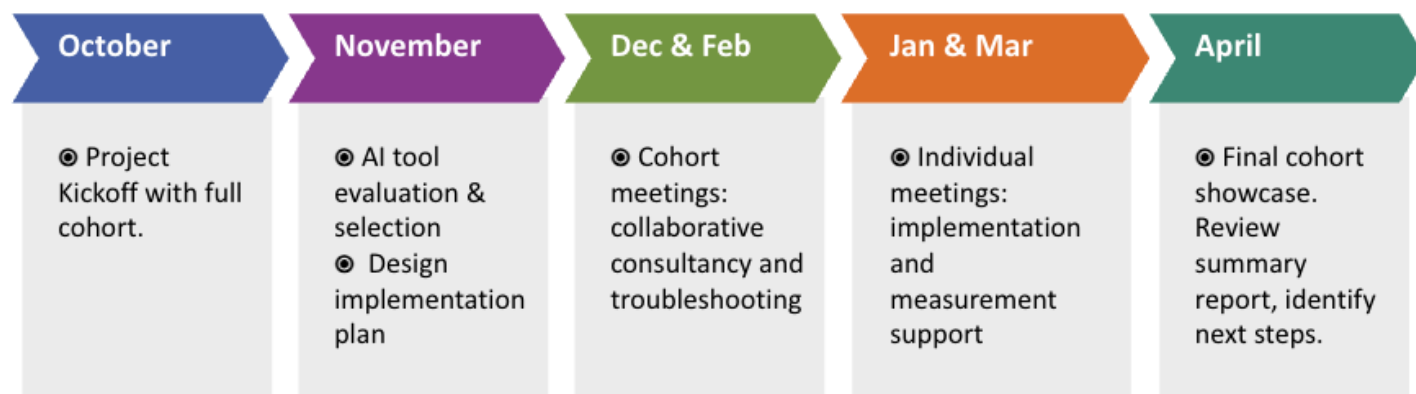 October
◉ Project
Kickoff with full
cohort.
November
◉ AI tool
evaluation &
selection
◉ Design
implementation
plan
Dec & Feb
◉ Cohort
meetings:
collaborative
consultancy and
troubleshooting
Jan & Mar
◉ Individual
meetings:
implementation
and
measurement
support
April
◉ Final cohort
showcase.
Review
summary
report, identify
next steps.